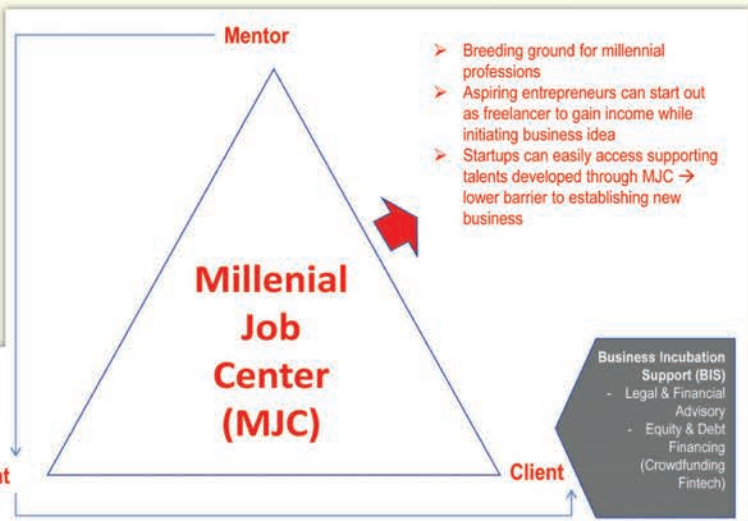 Mentor
➢ Breeding ground for millennial
professions
➢ Aspiring entrepreneurs can start out
as freelancer to gain income while
initiating business idea
➢ Startups can easily access supporting
talents developed through MJC →
lower barrier to establishing new
business
Millenial
Job
Center
(MJC)
Business Incubation
Support (BIS)
- Legal & Financial
Advisory
- Equity & Debt
Financing
(Crowdfunding
Fintech)
Client